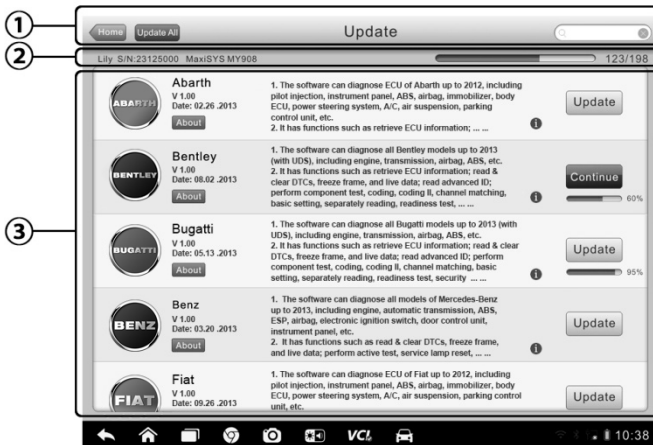 1
Home Update All Update
2
Lily S/N:23125000 MaxiSYS MY908 123/198
3
ABARTH
Abarth
V 1.00
Date: 02.26 .2013
About
1. The software can diagnose ECU of Abarth up to 2012, including
pilot injection, instrument panel, ABS, airbag, immobilizer, body
ECU, power steering system, A/C, air suspension, parking
control unit, etc.
2. It has functions such as retrieve ECU information; ... ...
Update
BENTLEY
Bentley
V 1.00
Date: 08.02 .2013
About
1. The software can diagnose all Bentley models up to 2013
(with UDS), including engine, transmission, airbag, ABS, etc.
2. It has functions such as retrieve ECU information; read &
clear DTCs, freeze frame, and live data; read advanced ID;
perform component test, coding, coding II, channel matching,
basic setting, separately reading, readiness test, ... ...
Continue
60%
BUGATTI
Bugatti
V 1.00
Date: 05.13 .2013
About
1. The software can diagnose all Bugatti models up to 2013 (with
UDS), including engine, transmission, airbag, ABS, etc.
2. It has functions such as retrieve ECU information; read & clear
DTCs, freeze frame, and live data; read advanced ID; perform
component test, coding, coding II, channel matching, basic
setting, separately reading, readiness test, security ... ...
Update
95%
BENZ
Benz
V 1.00
Date: 03.20 .2013
About
1. The software can diagnose all models of Mercedes-Benz
up to 2013, including engine, automatic transmission, ABS,
ESP, airbag, electronic ignition switch, door control unit,
instrument panel, etc.
2. It has functions such as read & clear DTCs, freeze frame,
and live data; perform active test, service lamp reset, ... ...
Update
FIAT
Fiat
V 1.00
Date: 09.26 .2013
1. The software can diagnose ECU of Fiat up to 2012, including
pilot injection, instrument panel, ABS, airbag, immobilizer, body
ECU, power steering system, A/C, air suspension, parking control
unit, etc.
Update
VCI
10:38